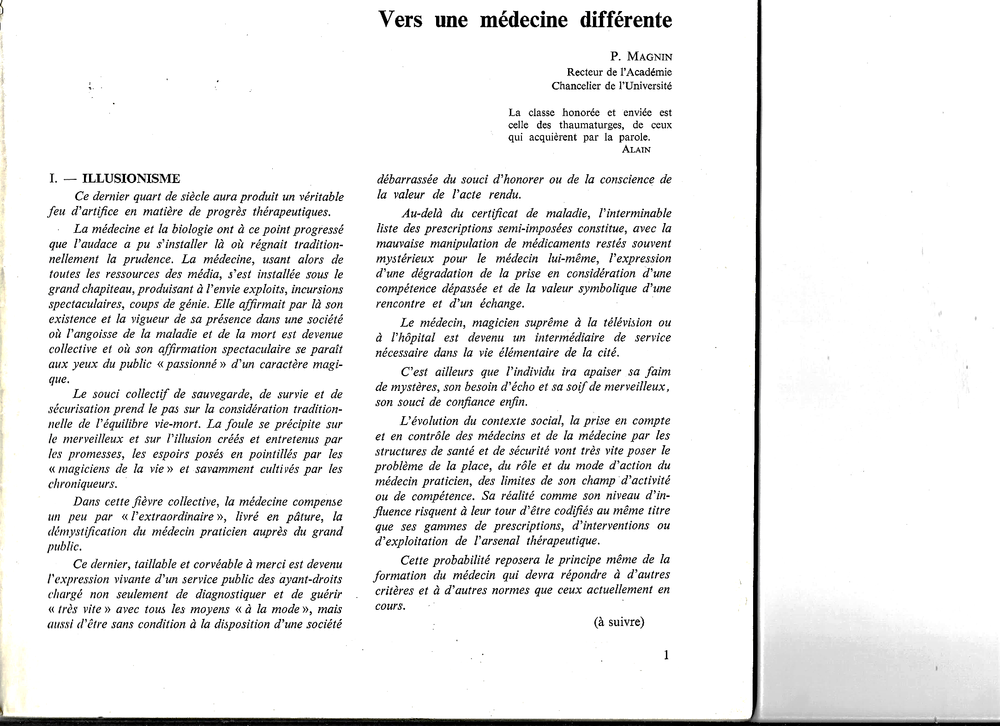 Vers une médecine différente
P. MAGNIN
Recteur de l'Académie
Chancelier de l'Université
La classe honorée et enviée est
celle des thaumaturges, de ceux
qui acquièrent par la parole.
ALAIN
I. — ILLUSIONISME
Ce dernier quart de siècle aura produit un véritable
feu d'artifice en matière de progrès thérapeutiques.
La médecine et la biologie ont à ce point progressé
que l'audace a pu s'installer là où régnait tradition-
nellement la prudence. La médecine, usant alors de
toutes les ressources des média, s'est installée sous le
grand chapiteau, produisant à l'envie exploits, incursions
spectaculaires, coups de génie. Elle affirmait par là son
existence et la vigueur de sa présence dans une société
où l'angoisse de la maladie et de la mort est devenue
collective et où son affirmation spectaculaire se paraît
aux yeux du public « passionné » d'un caractère magi-
que.
Le souci collectif de sauvegarde, de survie et de
sécurisation prend le pas sur la considération tradition-
nelle de l'équilibre vie-mort. La foule se précipite sur
le merveilleux et sur l'illusion créés et entretenus par
les promesses, les espoirs posés en pointillés par les
« magiciens de la vie » et savamment cultivés par les
chroniqueurs.
Dans cette fièvre collective, la médecine compense
un peu par « l'extraordinaire », livré en pâture, la
démystification du médecin praticien auprès du grand
public.
Ce dernier, taillable et corvéable à merci est devenu
l'expression vivante d'un service public des ayant-droits
chargé non seulement de diagnostiquer et de guérir
« très vite » avec tous les moyens « à la mode », mais
aussi d'être sans condition à la disposition d'une société
débarrassée du souci d'honorer ou de la conscience de
la valeur de l'acte rendu.
Au-delà du certificat de maladie, l'interminable
liste des prescriptions semi-imposées constitue, avec la
mauvaise manipulation de médicaments restés souvent
mystérieux pour le médecin lui-même, l'expression
d'une dégradation de la prise en considération d'une
compétence dépassée et de la valeur symbolique d'une
rencontre et d'un échange.
Le médecin, magicien suprême à la télévision ou
à l'hôpital est devenu un intermédiaire de service
nécessaire dans la vie élémentaire de la cité.
C'est ailleurs que l'individu ira apaiser sa faim
de mystères, son besoin d'écho et sa soif de merveilleux,
son souci de confiance enfin.
L'évolution du contexte social, la prise en compte
et en contrôle des médecins et de la médecine par les
structures de santé et de sécurité vont très vite poser le
problème de la place, du rôle et du mode d'action du
médecin praticien, des limites de son champ d'activité
ou de compétence. Sa réalité comme son niveau d'in-
fluence risquent à leur tour d'être codifiés au même titre
que ses gammes de prescriptions, d'interventions ou
d'exploitation de l'arsenal thérapeutique.
Cette probabilité reposera le principe même de la
formation du médecin qui devra répondre à d'autres
critères et à d'autres normes que ceux actuellement en
cours.
(à suivre)
1